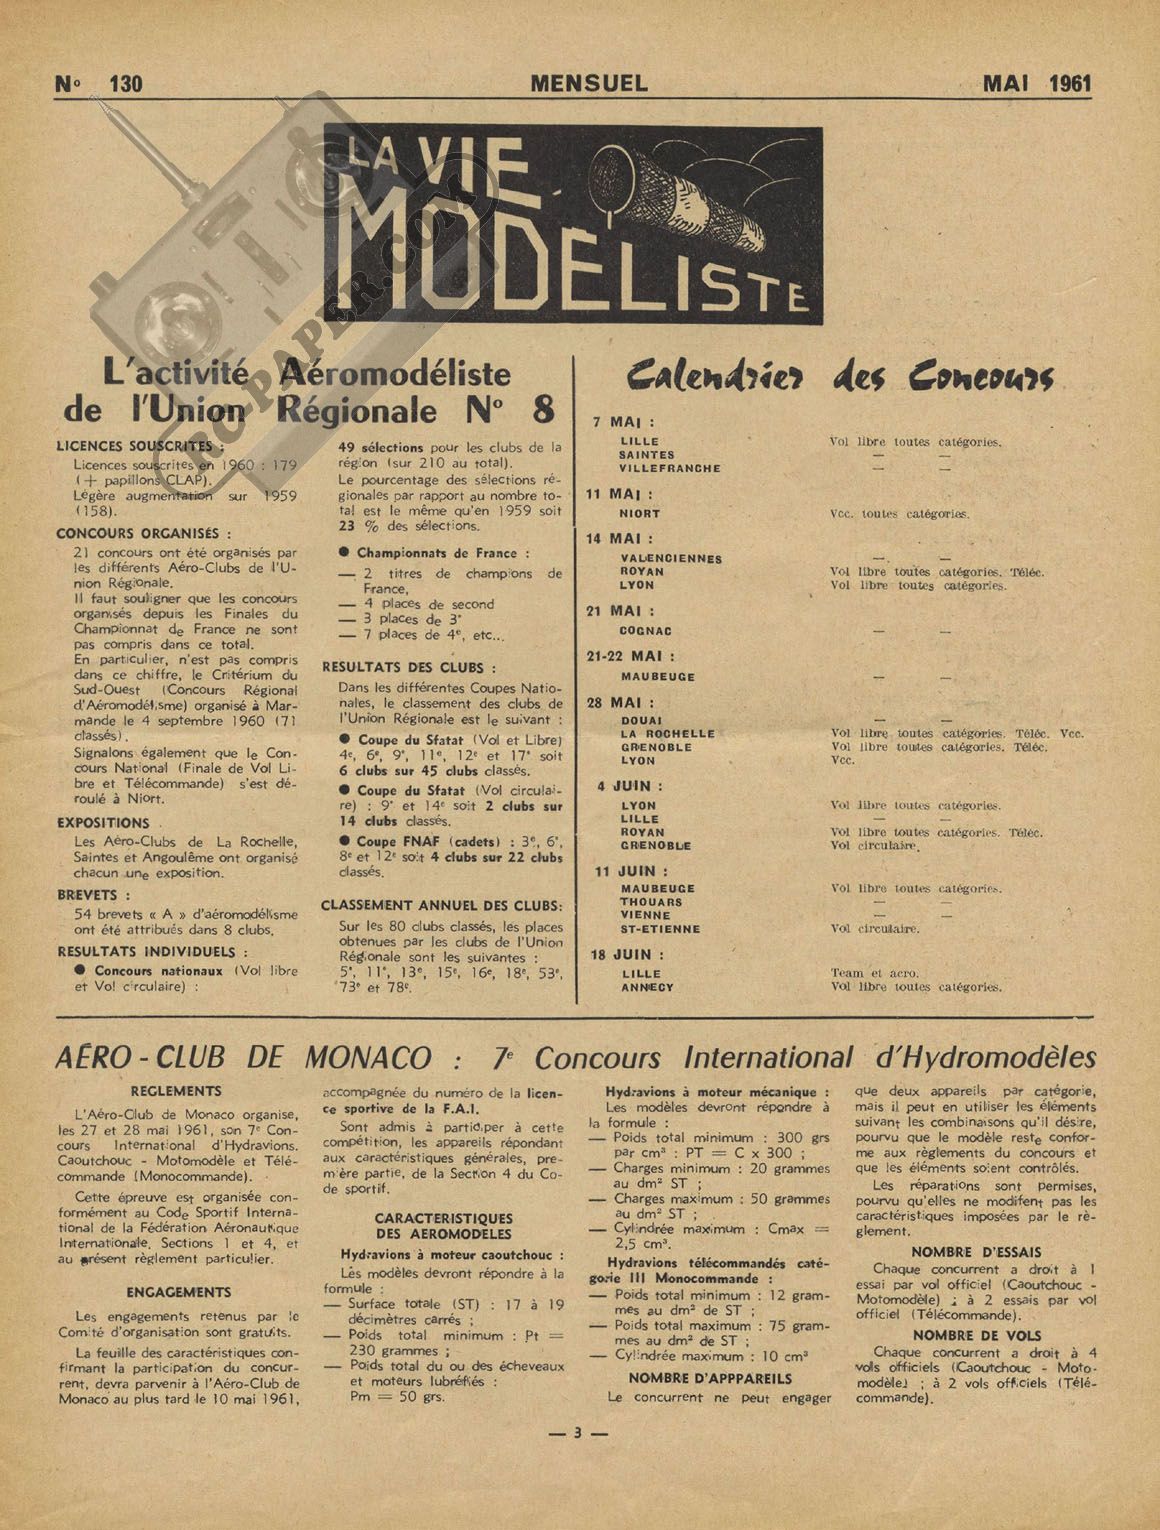 No 130 MENSUEL MAI 1961
LA VIE
MODELISTE
RC-PAPER.COM
L'activité Aéromodéliste
de l'Union Régionale No 8
LICENCES SOUSCRITES :
Licences souscrites en 1960 : 179
(+ papillons CLAP).
Légère augmentation sur 1959
(158).
CONCOURS ORGANISÉS :
21 concours ont été organisés par
les différents Aéro-Clubs de l'U-
nion Régionale.
Il faut souligner que les concours
organisés depuis les Finales du
Championnat de France ne sont
pas compris dans ce total.
En particulier, n'est pas compris
dans ce chiffre, le Critérium du
Sud-Ouest (Concours Régional
d'Aéromodélisme) organisé à Mar-
mande le 4 septembre 1960 (71
classés).
Signalons également que le Con-
cours National (Finale de Vol Li-
bre et Télécommande) s'est dé-
roulé à Niort.
EXPOSITIONS .
Les Aéro-Clubs de La Rochelle,
Saintes et Angoulême ont organisé
chacun une exposition.
BREVETS :
54 brevets « A » d'aéromodélisme
ont été attribués dans 8 clubs.
RESULTATS INDIVIDUELS :
● Concours nationaux (Vol libre
et Vol circulaire) :
49 sélections pour les clubs de la
région (sur 210 au total).
Le pourcentage des sélections ré-
gionales par rapport au nombre to-
tal est le même qu'en 1959 soit
23 % des sélections.
● Championnats de France :
— 2 titres de champions de
France,
— 4 places de second
— 3 places de 3e
— 7 places de 4e, etc...
RESULTATS DES CLUBS :
Dans les différentes Coupes Natio-
nales, le classement des clubs de
l'Union Régionale est le suivant :
● Coupe du Sfatat (Vol et Libre)
4e, 6e, 9e, 11e, 12e et 17e soit
6 clubs sur 45 clubs classés.
● Coupe du Sfatat (Vol circulai-
re) : 9e et 14e soit 2 clubs sur
14 clubs classés.
● Coupe FNAF (cadets) : 3e, 6e,
8e et 12e soit 4 clubs sur 22 clubs
classés.
CLASSEMENT ANNUEL DES CLUBS:
Sur les 80 clubs classés, les places
obtenues par les clubs de l'Union
Régionale sont les suivantes :
5e, 11e, 13e, 15e, 16e, 18e, 53e,
73e et 78e.
Calendrier des Concours
7 MAI :
LILLE Vol libre toutes catégories.
SAINTES — —
VILLEFRANCHE — —
11 MAI :
NIORT Vcc. toutes catégories.
14 MAI :
VALENCIENNES — —
ROYAN Vol libre toutes catégories. Téléc.
LYON Vol libre toutes catégories.
21 MAI :
COGNAC — —
21-22 MAI :
MAUBEUGE — —
28 MAI :
DOUAI — —
LA ROCHELLE Vol libre toutes catégories. Téléc. Vcc.
GRENOBLE Vol libre toutes catégories. Téléc.
LYON Vcc.
4 JUIN :
LYON Vol libre toutes catégories.
LILLE — —
ROYAN Vol libre toutes catégories. Téléc.
GRENOBLE Vol circulaire.
11 JUIN :
MAUBEUGE Vol libre toutes catégories.
THOUARS — —
VIENNE — —
ST-ETIENNE Vol circulaire.
18 JUIN :
LILLE Team et acro.
ANNECY Vol libre toutes catégories.
AÉRO - CLUB DE MONACO : 7e Concours International d'Hydromodèles
REGLEMENTS
L'Aéro-Club de Monaco organise,
les 27 et 28 mai 1961, son 7e Con-
cours International d'Hydravions.
Caoutchouc - Motomodèle et Télé-
commande (Monocommande).
Cette épreuve est organisée con-
formément au Code Sportif Interna-
tional de la Fédération Aéronautique
Internationale, Sections 1 et 4, et
au présent règlement particulier.
ENGAGEMENTS
Les engagements retenus par le
Comité d'organisation sont gratuits.
La feuille des caractéristiques con-
firmant la participation du concur-
rent, devra parvenir à l'Aéro-Club de
Monaco au plus tard le 10 mai 1961,
accompagnée du numéro de la licen-
ce sportive de la F.A.I.
Sont admis à participer à cette
compétition, les appareils répondant
aux caractéristiques générales, pre-
mière partie, de la Section 4 du Co-
de sportif.
CARACTERISTIQUES
DES AEROMODELES
Hydravions à moteur caoutchouc :
Les modèles devront répondre à la
formule :
— Surface totale (ST) : 17 à 19
décimètres carrés ;
— Poids total minimum : Pt =
230 grammes ;
— Poids total du ou des écheveaux
et moteurs lubréfiés :
Pm = 50 grs.
Hydravions à moteur mécanique :
Les modèles devront répondre à
la formule :
— Poids total minimum : 300 grs
par cm3 : PT = C x 300 ;
— Charges minimum : 20 grammes
au dm2 ST ;
— Charges maximum : 50 grammes
au dm2 ST ;
— Cylindrée maximum : Cmax =
2,5 cm3.
Hydravions télécommandés caté-
gorie III Monocommande :
— Poids total minimum : 12 gram-
mes au dm2 de ST ;
— Poids total maximum : 75 gram-
mes au dm2 de ST ;
— Cylindrée maximum : 10 cm3
NOMBRE D'APPPAREILS
Le concurrent ne peut engager
que deux appareils par catégorie,
mais il peut en utiliser les éléments
suivant les combinaisons qu'il désire,
pourvu que le modèle reste confor-
me aux règlements du concours et
que les éléments soient contrôlés.
Les réparations sont permises,
pourvu qu'elles ne modifent pas les
caractéristiques imposées par le rè-
glement.
NOMBRE D'ESSAIS
Chaque concurrent a droit à 1
essai par vol officiel (Caoutchouc -
Motomodèle) ; à 2 essais par vol
officiel (Télécommande).
NOMBRE DE VOLS
Chaque concurrent a droit à 4
vols officiels (Caoutchouc - Moto-
modèle) ; à 2 vols officiels (Télé-
commande).
— 3 —